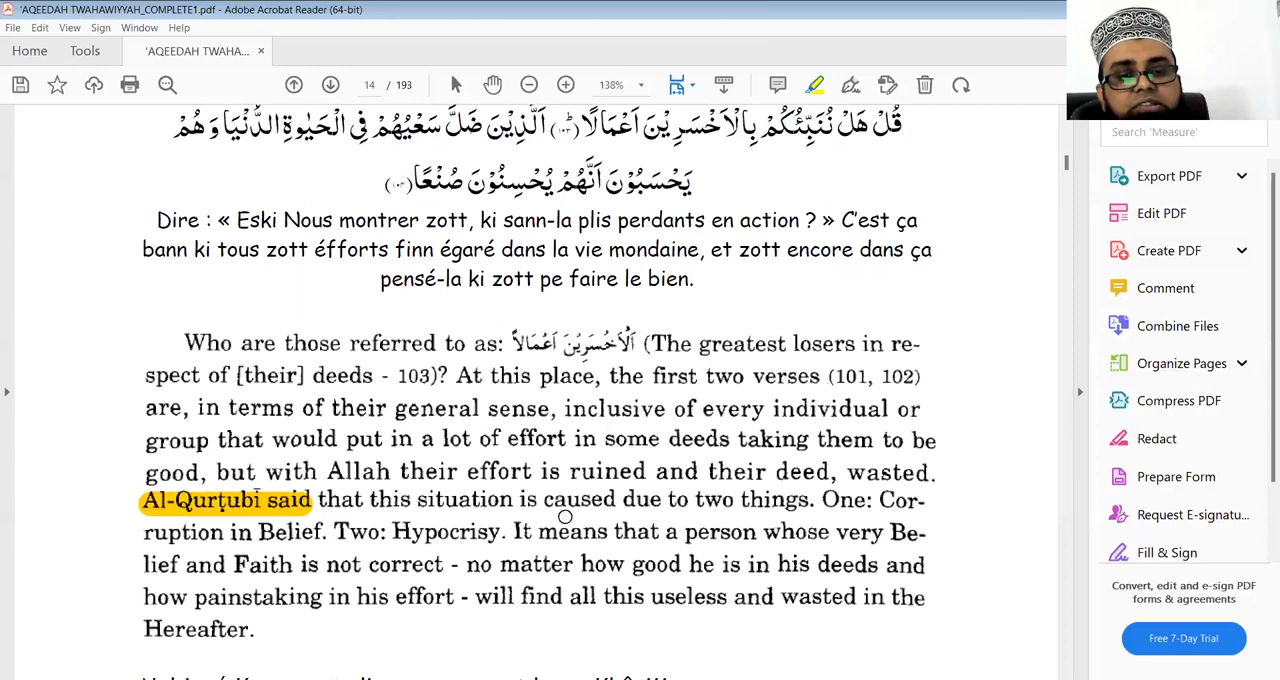 'AQEEDAH TWAHAWIYYAH_COMPLETE1.pdf - Adobe Acrobat Reader (64-bit)
File Edit View Sign Window Help
Home Tools 'AQEEDAH TWAHA... ×
14 / 193 138%
قُلْ هَلْ نُنَبِّئُكُمْ بِالْاَخْسَرِيْنَ اَعْمَالًا ﴿۱۰۳﴾ اَلَّذِيْنَ ضَلَّ سَعْيُهُمْ فِى الْحَيٰوةِ الدُّنْيَا وَهُمْ
يَحْسَبُوْنَ اَنَّهُمْ يُحْسِنُوْنَ صُنْعًا ﴿۱۰۴﴾
Dire : « Eski Nous montrer zott, ki sann-la plis perdants en action ? » C'est ça
bann ki tous zott éfforts finn égaré dans la vie mondaine, et zott encore dans ça
pensé-la ki zott pe faire le bien.
Who are those referred to as: اَلْاَخْسَرِيْنَ اَعْمَالاً (The greatest losers in re-
spect of [their] deeds - 103)? At this place, the first two verses (101, 102)
are, in terms of their general sense, inclusive of every individual or
group that would put in a lot of effort in some deeds taking them to be
good, but with Allah their effort is ruined and their deed, wasted.
Al-Qurṭubī said that this situation is caused due to two things. One: Cor-
ruption in Belief. Two: Hypocrisy. It means that a person whose very Be-
lief and Faith is not correct - no matter how good he is in his deeds and
how painstaking in his effort - will find all this useless and wasted in the
Hereafter.
Search 'Measure'
Export PDF
Edit PDF
Create PDF
Comment
Combine Files
Organize Pages
Compress PDF
Redact
Prepare Form
Request E-signatu...
Fill & Sign
Convert, edit and e-sign PDF
forms & agreements
Free 7-Day Trial